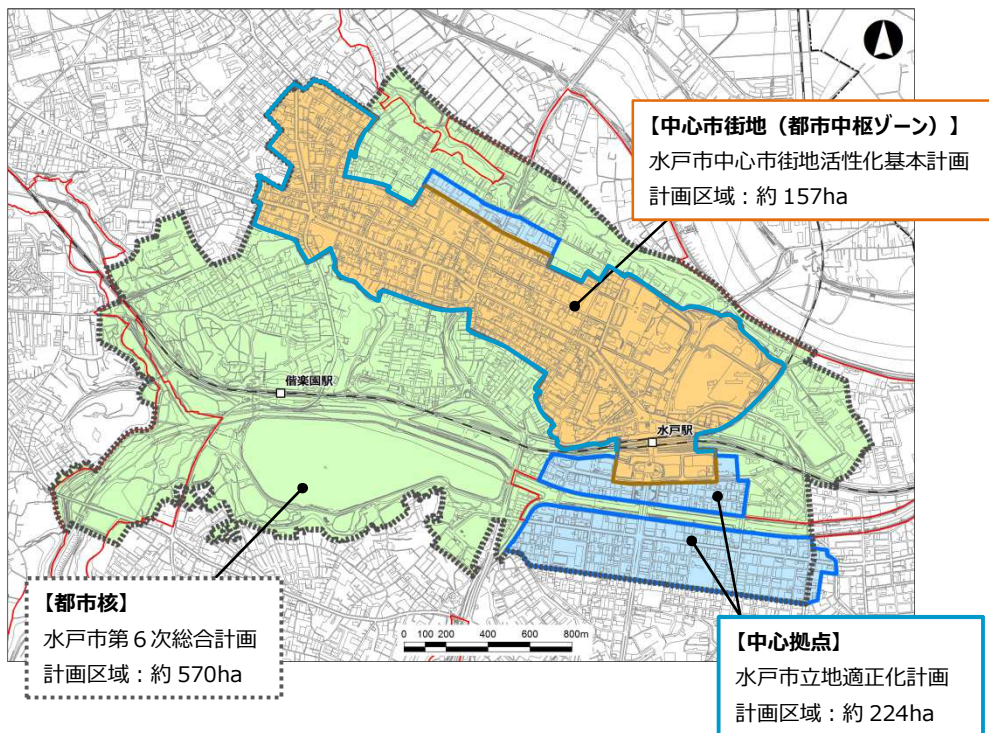 【中心市街地（都市中枢ゾーン）】
水戸市中心市街地活性化基本計画
計画区域：約 157ha
偕楽園駅
水戸駅
【都市核】
水戸市第６次総合計画
計画区域：約 570ha
0 100 200 400 600 800m
【中心拠点】
水戸市立地適正化計画
計画区域：約 224ha